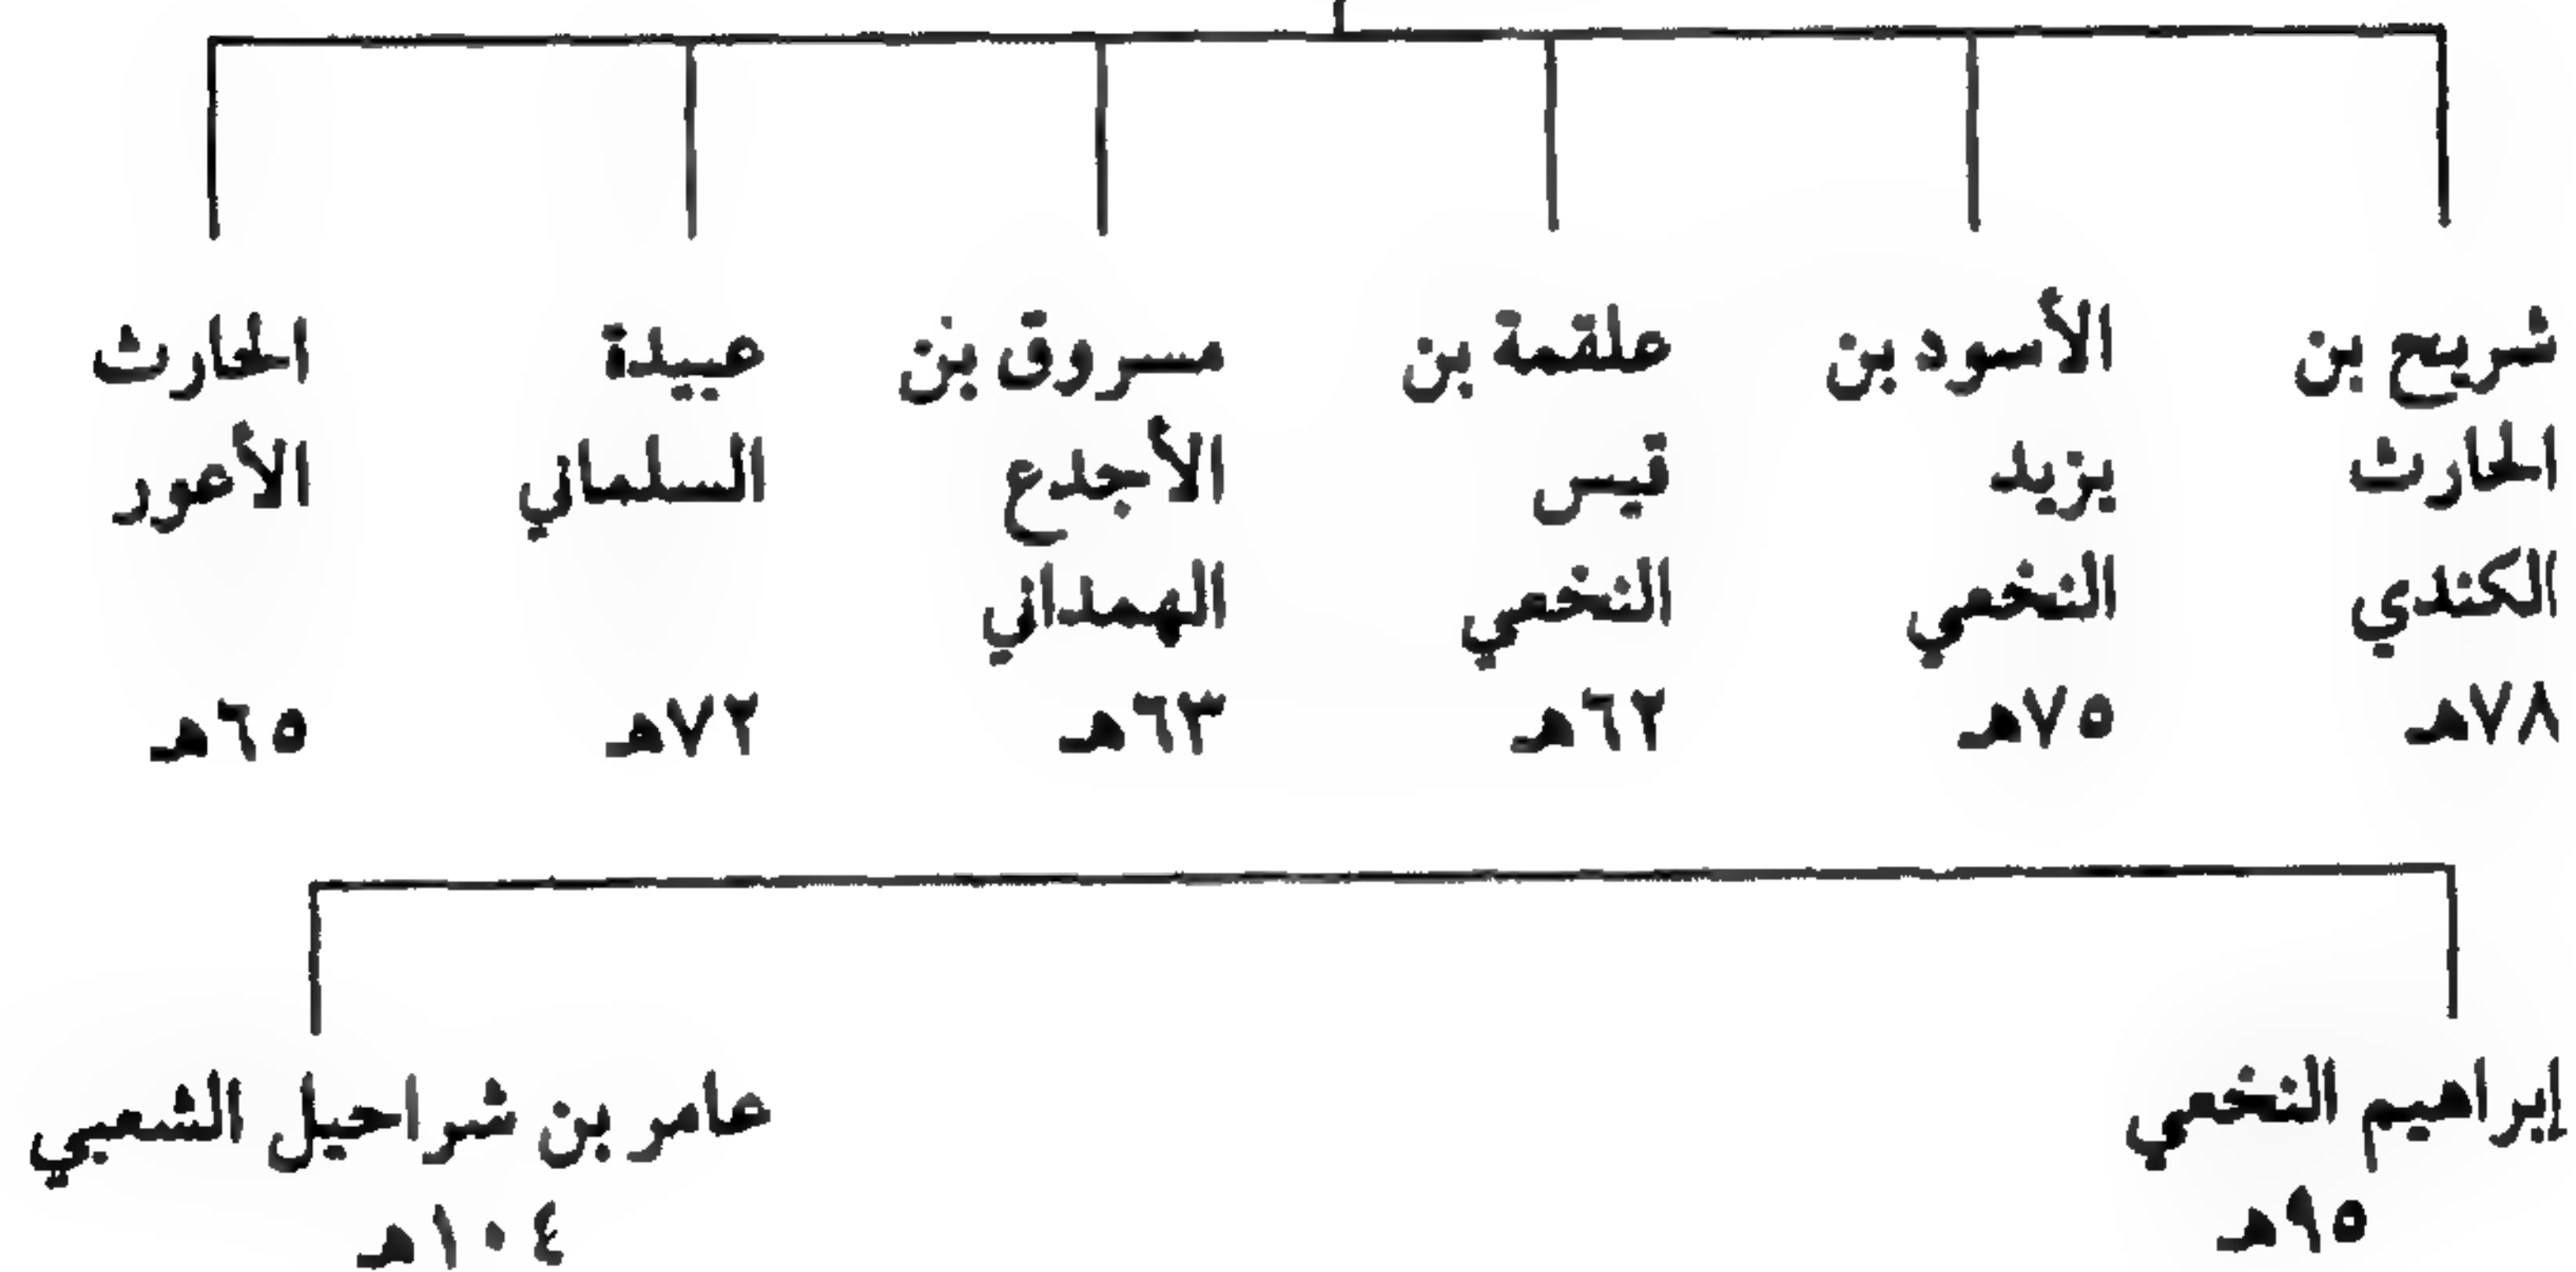 شريح بن
الحارث
الكندي
٧٨هـ
الأسود بن
يزيد
النخعي
٧٥هـ
علقمة بن
قيس
النخعي
٦٢هـ
مسروق بن
الأجدع
الهمداني
٦٣هـ
عبيدة
السلماني
٧٢هـ
الحارث
الأعور
٦٥هـ
إبراهيم النخعي
٩٥هـ
عامر بن شراحيل الشعبي
١٠٤هـ